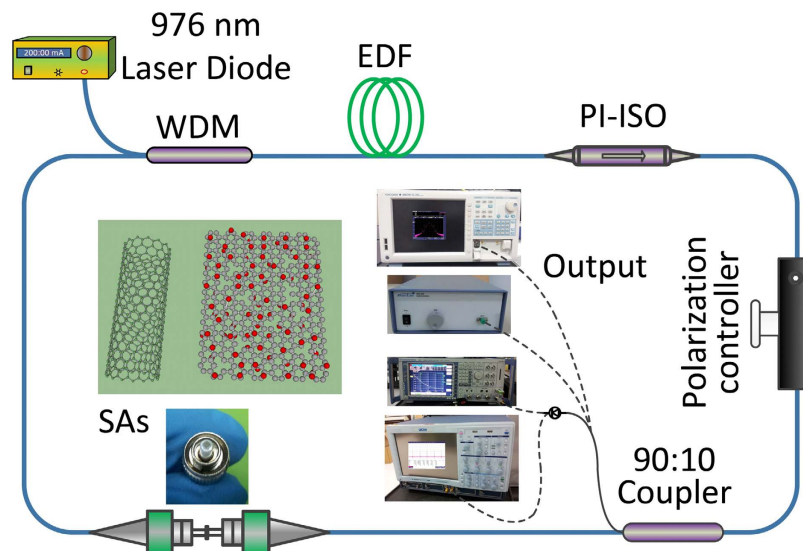 976 nm
Laser Diode
200:00 mA
EDF
WDM
PI-ISO
Output
Polarization
controller
SAs
90:10
Coupler